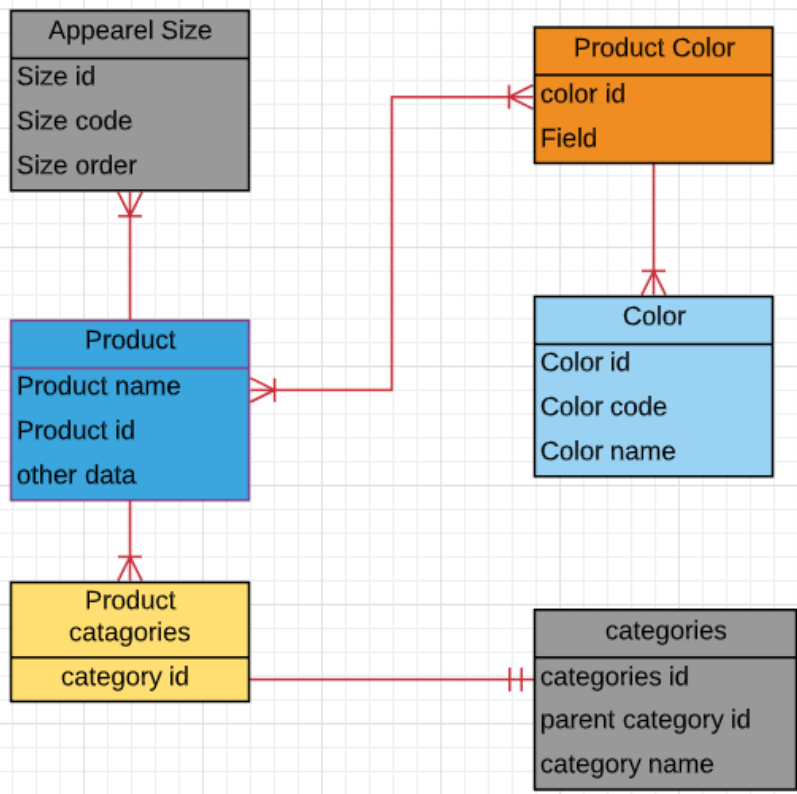 Appearel Size
Size id
Size code
Size order
Product Color
color id
Field
Product
Product name
Product id
other data
Color
Color id
Color code
Color name
Product
catagories
category id
categories
categories id
parent category id
category name